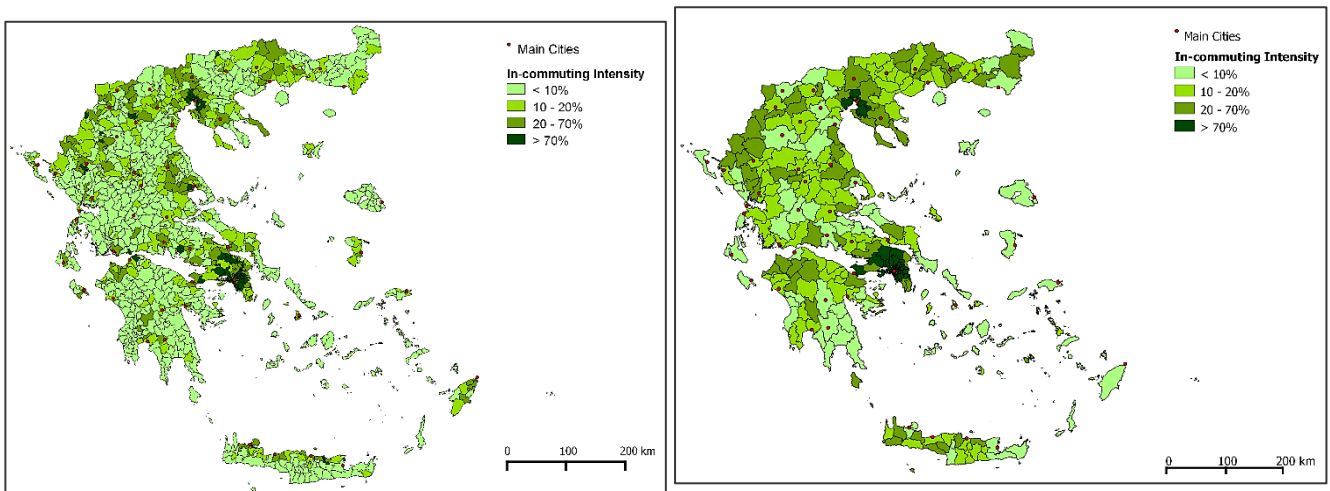 Main Cities
In-commuting Intensity
< 10%
10 - 20%
20 - 70%
> 70%
0 100 200 km
Main Cities
In-commuting Intensity
< 10%
10 - 20%
20 - 70%
> 70%
0 100 200 km